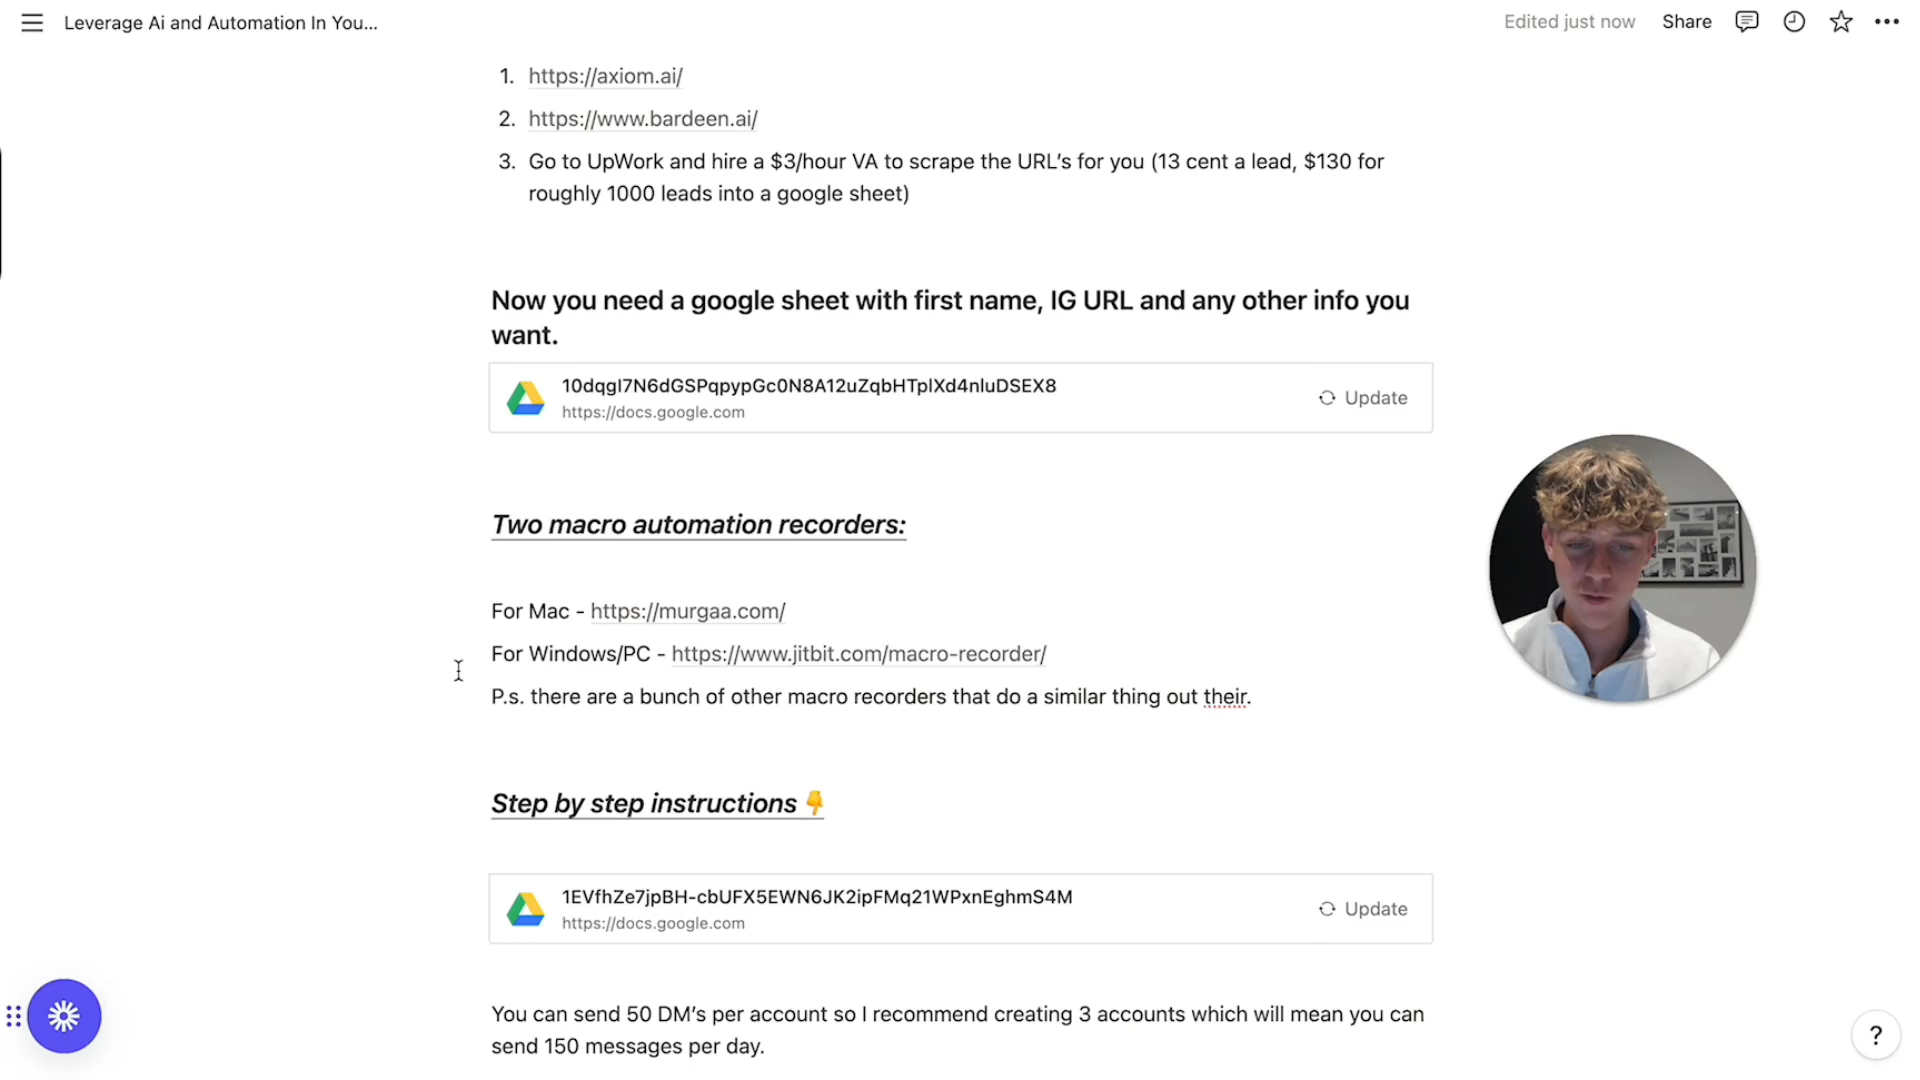 Leverage Ai and Automation In You...
Edited just now
Share
1. https://axiom.ai/
2. https://www.bardeen.ai/
3. Go to UpWork and hire a $3/hour VA to scrape the URL's for you (13 cent a lead, $130 for
roughly 1000 leads into a google sheet)
Now you need a google sheet with first name, IG URL and any other info you
want.
10dqgI7N6dGSPqpypGc0N8A12uZqbHTplXd4nluDSEX8
https://docs.google.com
Update
Two macro automation recorders:
For Mac - https://murgaa.com/
For Windows/PC - https://www.jitbit.com/macro-recorder/
P.s. there are a bunch of other macro recorders that do a similar thing out their.
Step by step instructions 👇
1EVfhZe7jpBH-cbUFX5EWN6JK2ipFMq21WPxnEghmS4M
https://docs.google.com
Update
You can send 50 DM's per account so I recommend creating 3 accounts which will mean you can
send 150 messages per day.
?